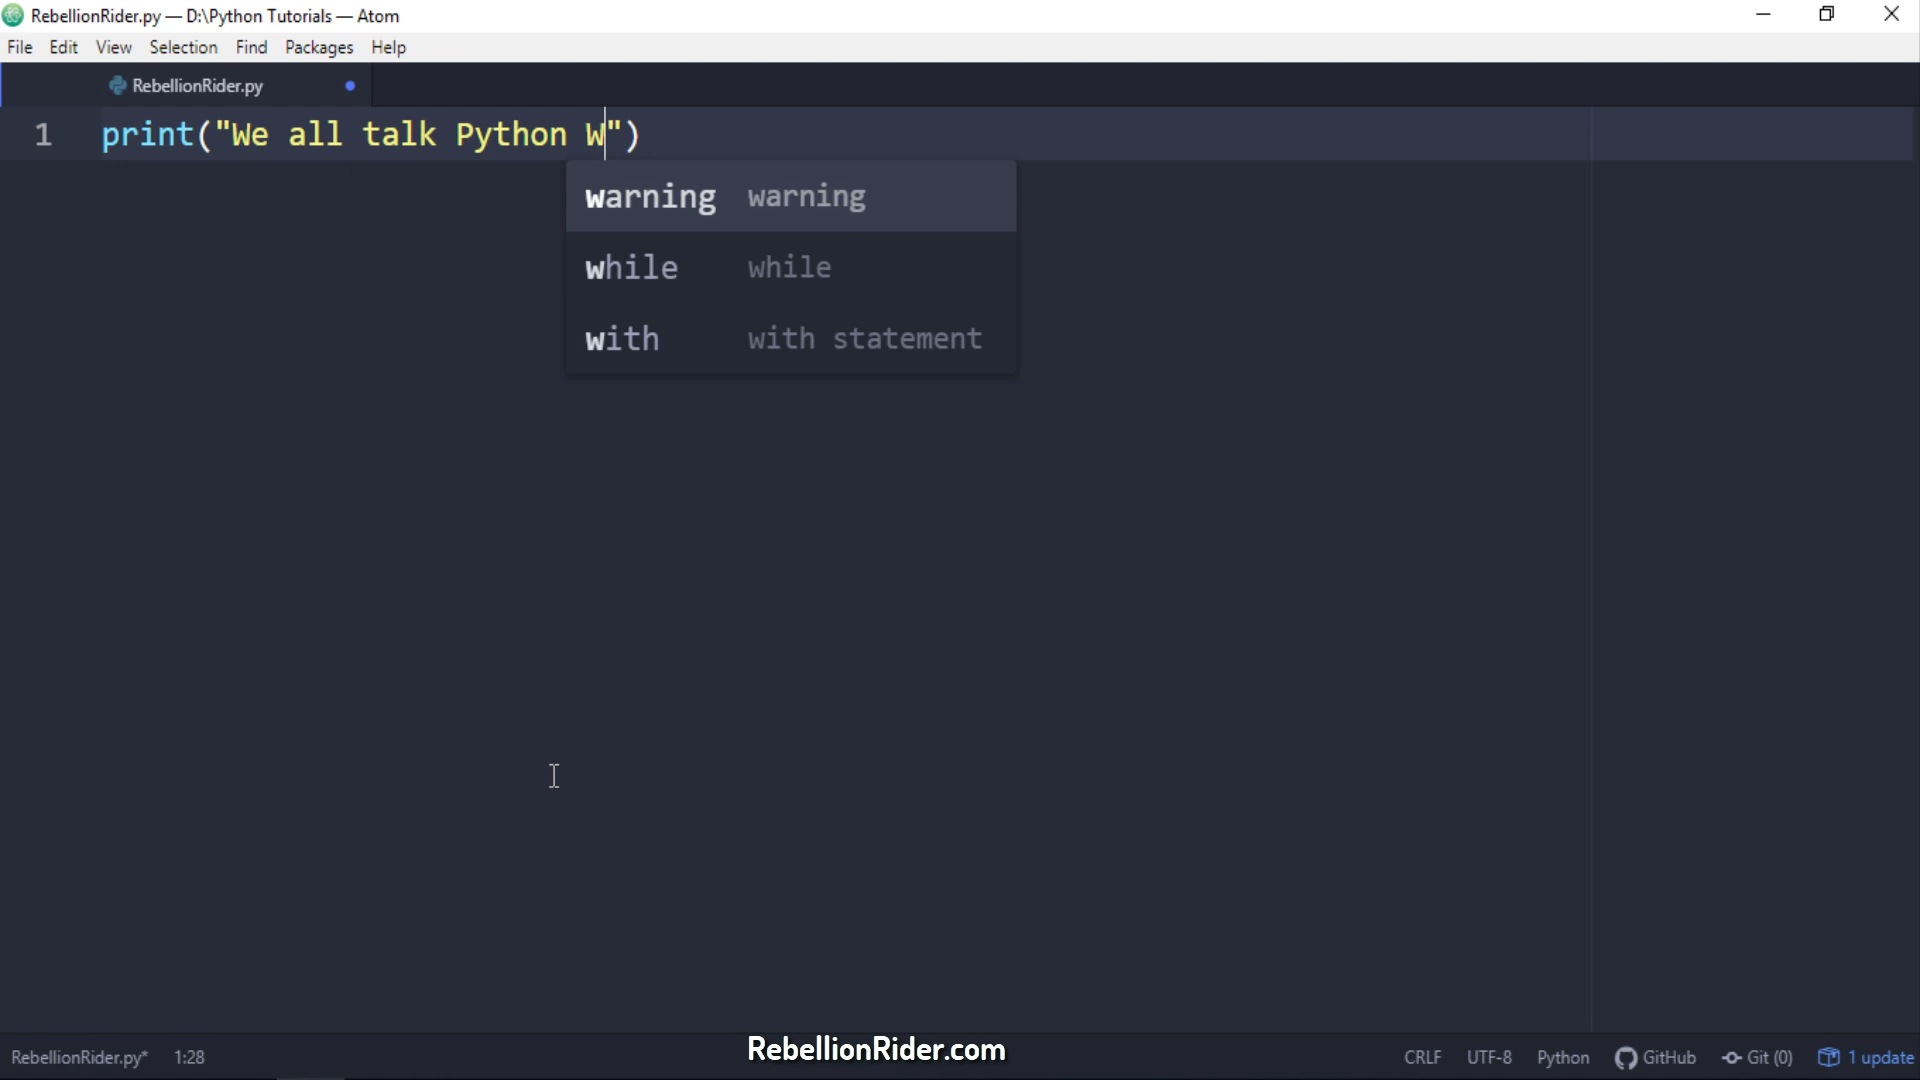 RebellionRider.py — D:\Python Tutorials — Atom
File Edit View Selection Find Packages Help
RebellionRider.py
1 print("We all talk Python W")
warning warning
while while
with with statement
RebellionRider.com
RebellionRider.py* 1:28 CRLF UTF-8 Python GitHub Git (0) 1 update